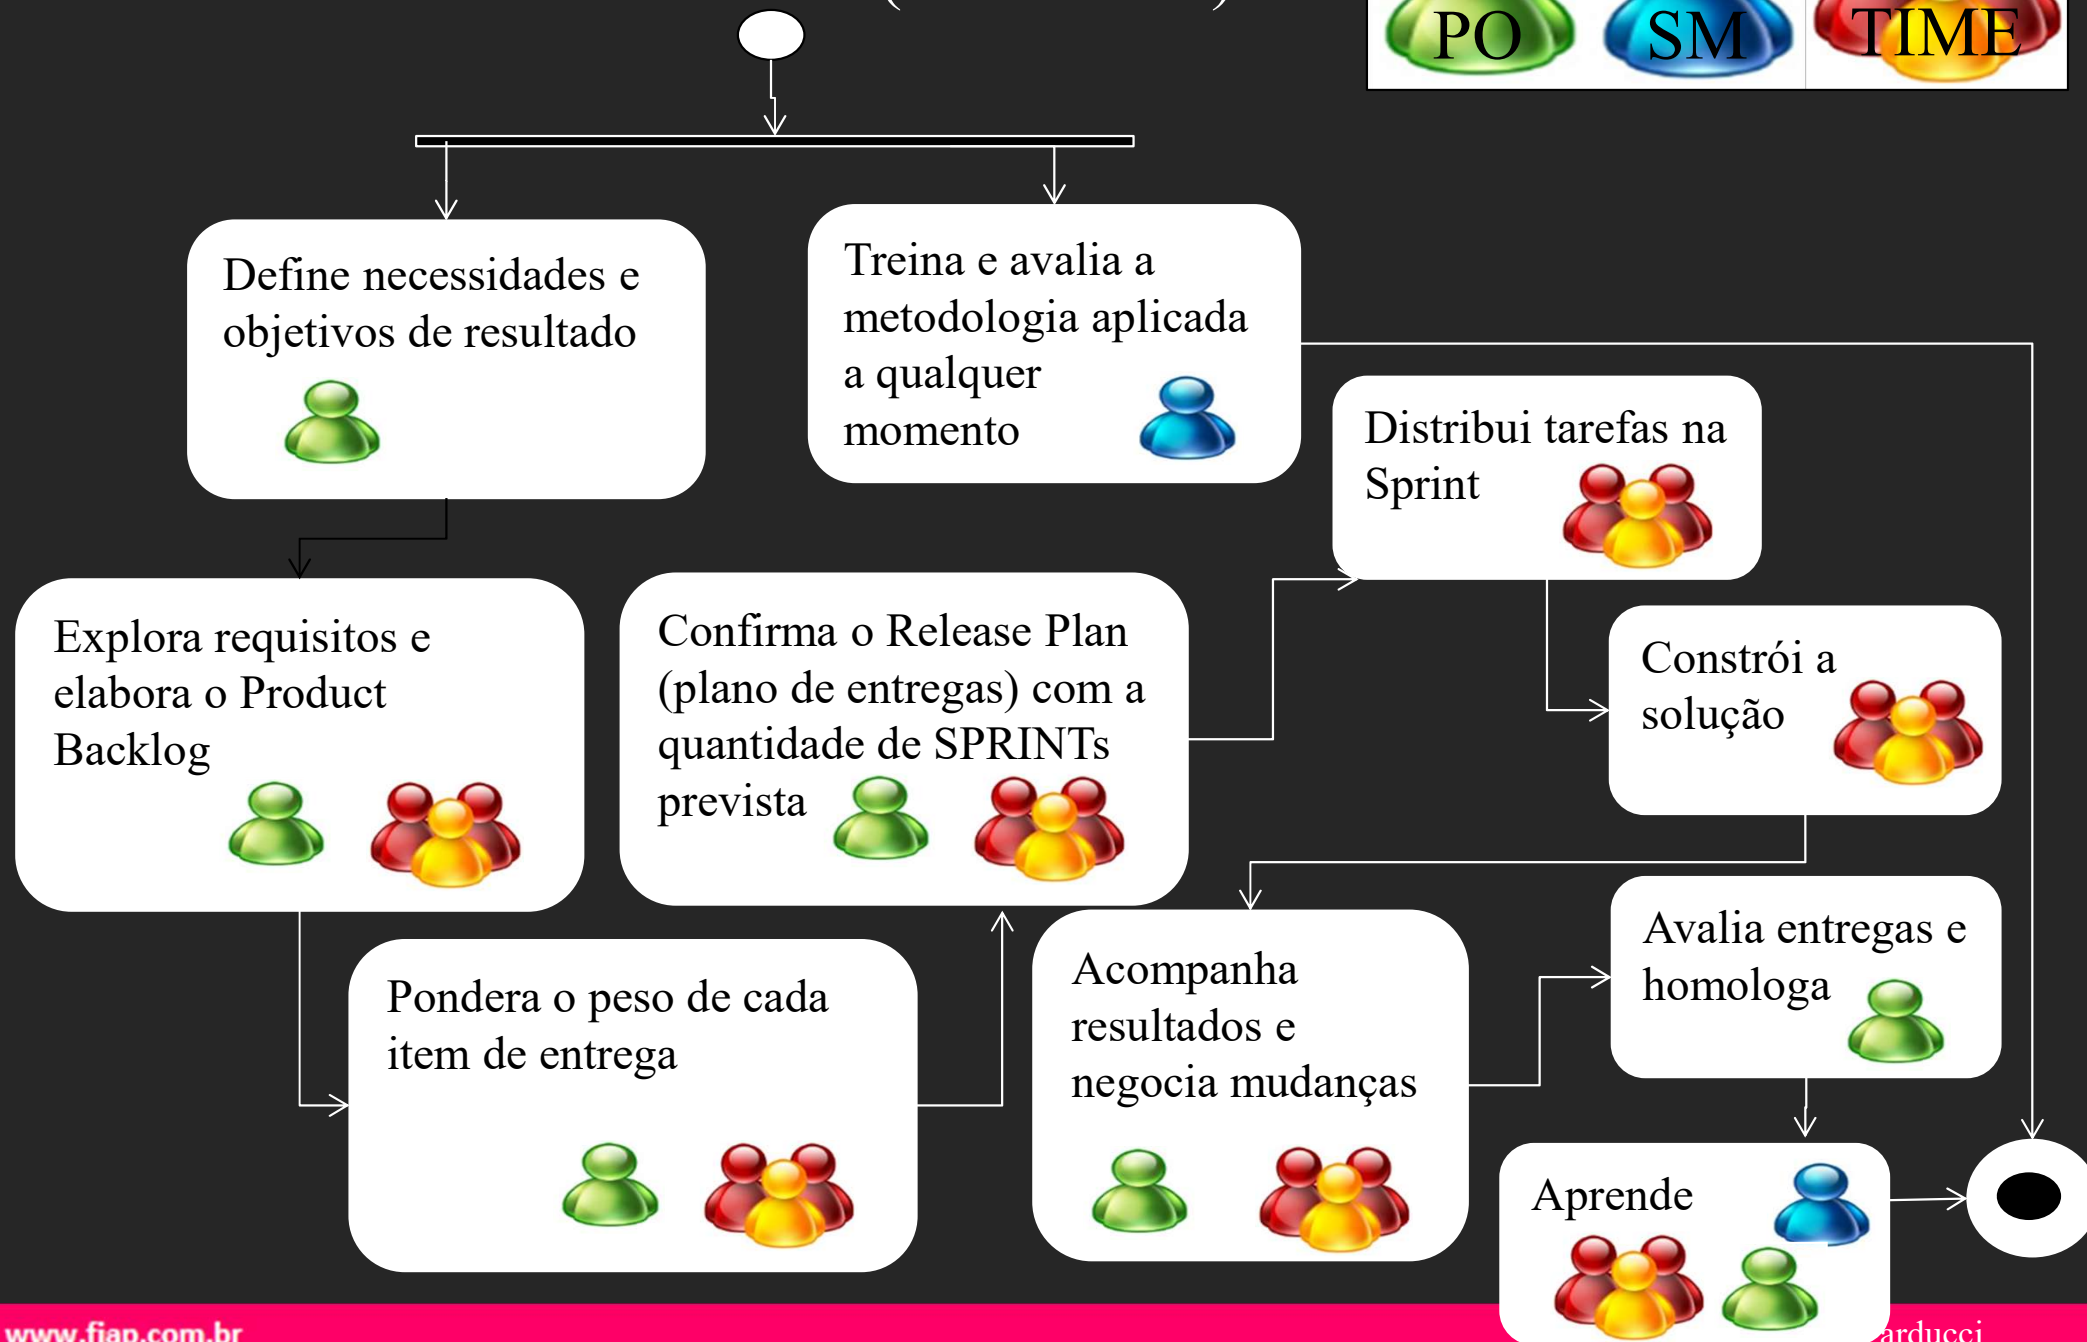 PO SM TIME
Define necessidades e
objetivos de resultado
Treina e avalia a
metodologia aplicada
a qualquer
momento
Distribui tarefas na
Sprint
Explora requisitos e
elabora o Product
Backlog
Confirma o Release Plan
(plano de entregas) com a
quantidade de SPRINTs
prevista
Constrói a
solução
Pondera o peso de cada
item de entrega
Acompanha
resultados e
negocia mudanças
Avalia entregas e
homologa
Aprende
www.fiap.com.br
arducci